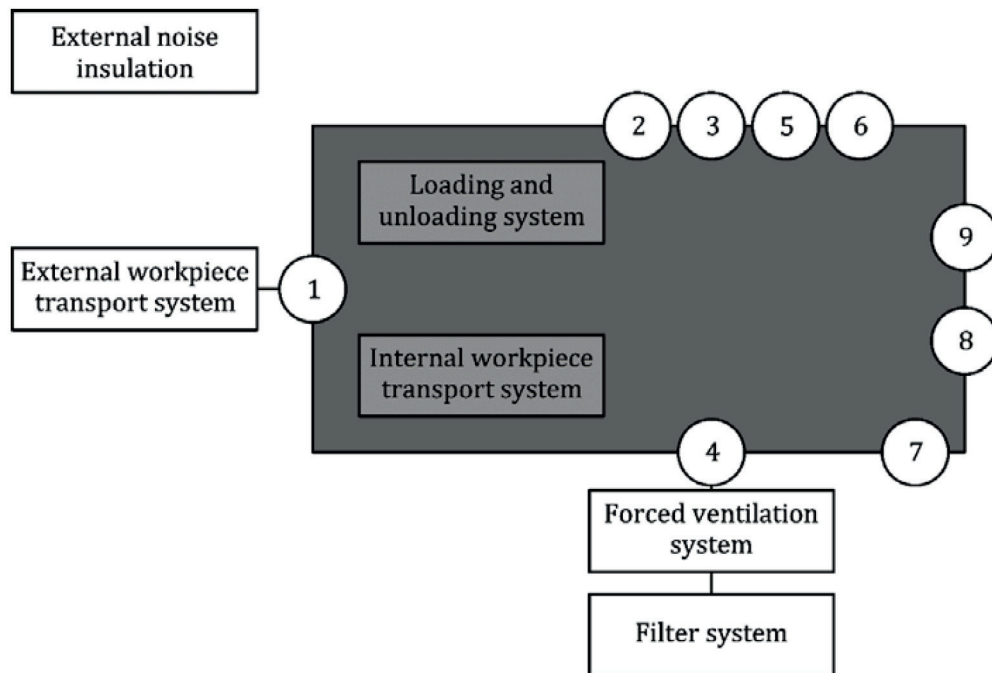 External noise
insulation
2 3 5 6
Loading and
unloading system
9
External workpiece
transport system
1
8
Internal workpiece
transport system
4
7
Forced ventilation
system
Filter system